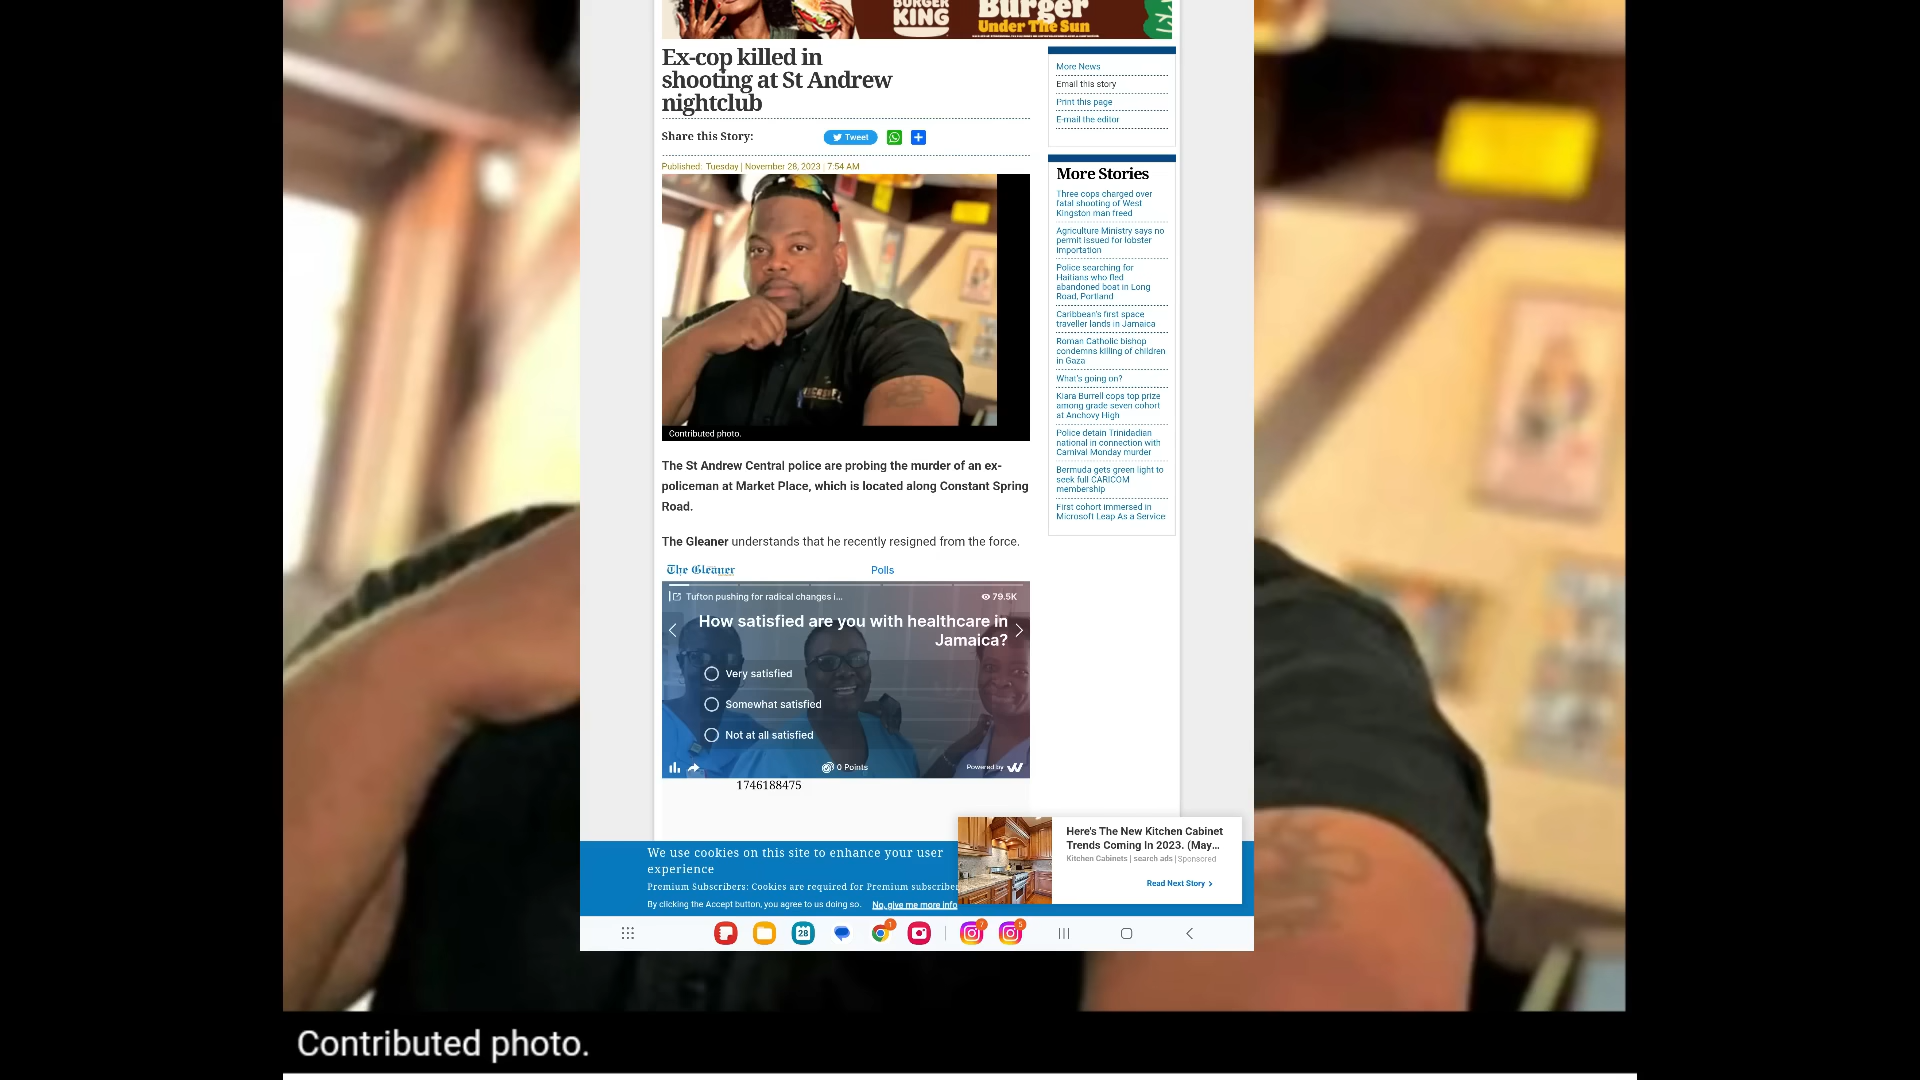 BURGER
KING
Burger
Under The Sun
Ex-cop killed in
shooting at St Andrew
nightclub
Share this Story:
Tweet
Published: Tuesday | November 28, 2023 | 7:54 AM
Contributed photo.
The St Andrew Central police are probing the murder of an ex-
policeman at Market Place, which is located along Constant Spring
Road.
The Gleaner understands that he recently resigned from the force.
The Gleaner
Polls
Tufton pushing for radical changes i...
79.5K
How satisfied are you with healthcare in
Jamaica?
Very satisfied
Somewhat satisfied
Not at all satisfied
0 Points
Powered by
1746188475
More News
Email this story
Print this page
E-mail the editor
More Stories
Three cops charged over
fatal shooting of West
Kingston man freed
Agriculture Ministry says no
permit issued for lobster
importation
Police searching for
Haitians who fled
abandoned boat in Long
Road, Portland
Caribbean's first space
traveller lands in Jamaica
Roman Catholic bishop
condemns killing of children
in Gaza
What's going on?
Kiara Burrell cops top prize
among grade seven cohort
at Anchovy High
Police detain Trinidadian
national in connection with
Carnival Monday murder
Bermuda gets green light to
seek full CARICOM
membership
First cohort immersed in
Microsoft Leap As a Service
We use cookies on this site to enhance your user
experience
Premium Subscribers: Cookies are required for Premium subscriber
By clicking the Accept button, you agree to us doing so. No, give me more info
Here's The New Kitchen Cabinet
Trends Coming In 2023. (May...
Kitchen Cabinets | search ads | Sponsored
Read Next Story >
28
Contributed photo.